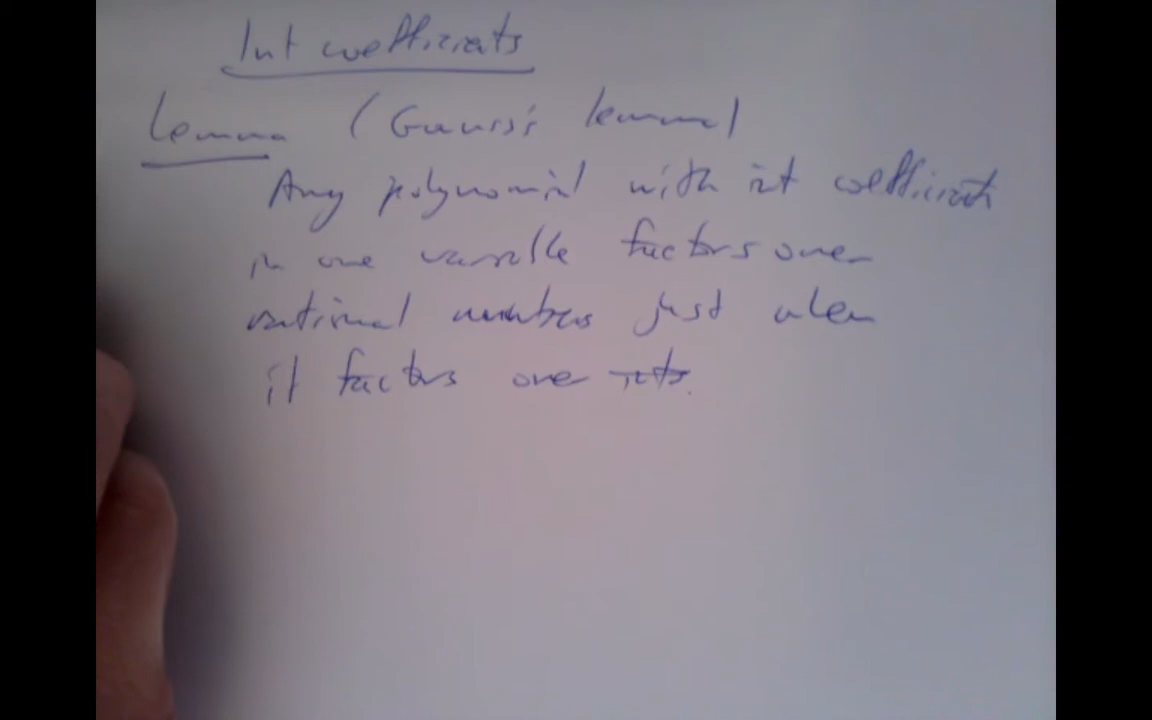 Int coefficients
Lemma (Gauss's lemma)
Any polynomial with int coefficients
in one variable factors over
rational numbers just when
it factors over ints.